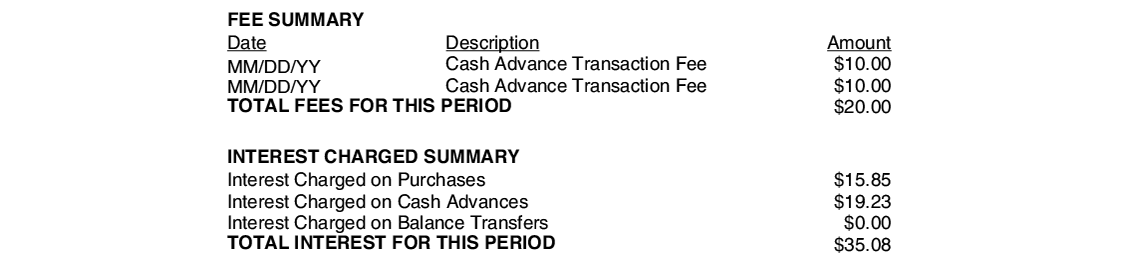 FEE SUMMARY
Date Description Amount
MM/DD/YY Cash Advance Transaction Fee $10.00
MM/DD/YY Cash Advance Transaction Fee $10.00
TOTAL FEES FOR THIS PERIOD $20.00
INTEREST CHARGED SUMMARY
Interest Charged on Purchases $15.85
Interest Charged on Cash Advances $19.23
Interest Charged on Balance Transfers $0.00
TOTAL INTEREST FOR THIS PERIOD $35.08